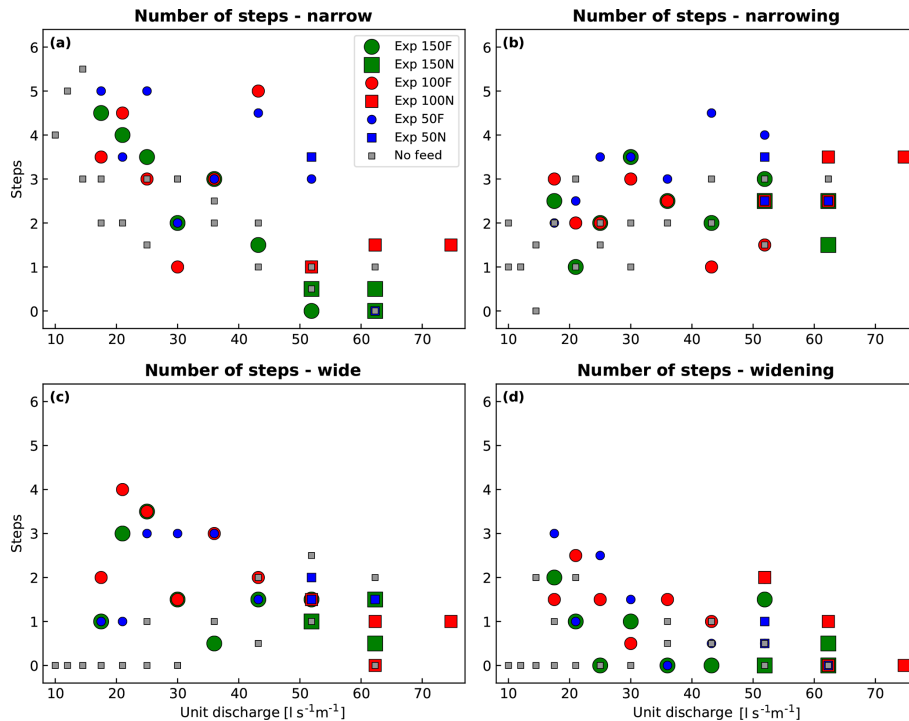 Number of steps - narrow
Number of steps - narrowing
(a)
(b)
Exp 150F
Exp 150N
Exp 100F
Exp 100N
Exp 50F
Exp 50N
No feed
Steps
6
5
4
3
2
1
0
10 20 30 40 50 60 70
6
5
4
3
2
1
0
10 20 30 40 50 60 70
Number of steps - wide
Number of steps - widening
(c)
(d)
Steps
6
5
4
3
2
1
0
10 20 30 40 50 60 70
Unit discharge [l s⁻¹m⁻¹]
6
5
4
3
2
1
0
10 20 30 40 50 60 70
Unit discharge [l s⁻¹m⁻¹]